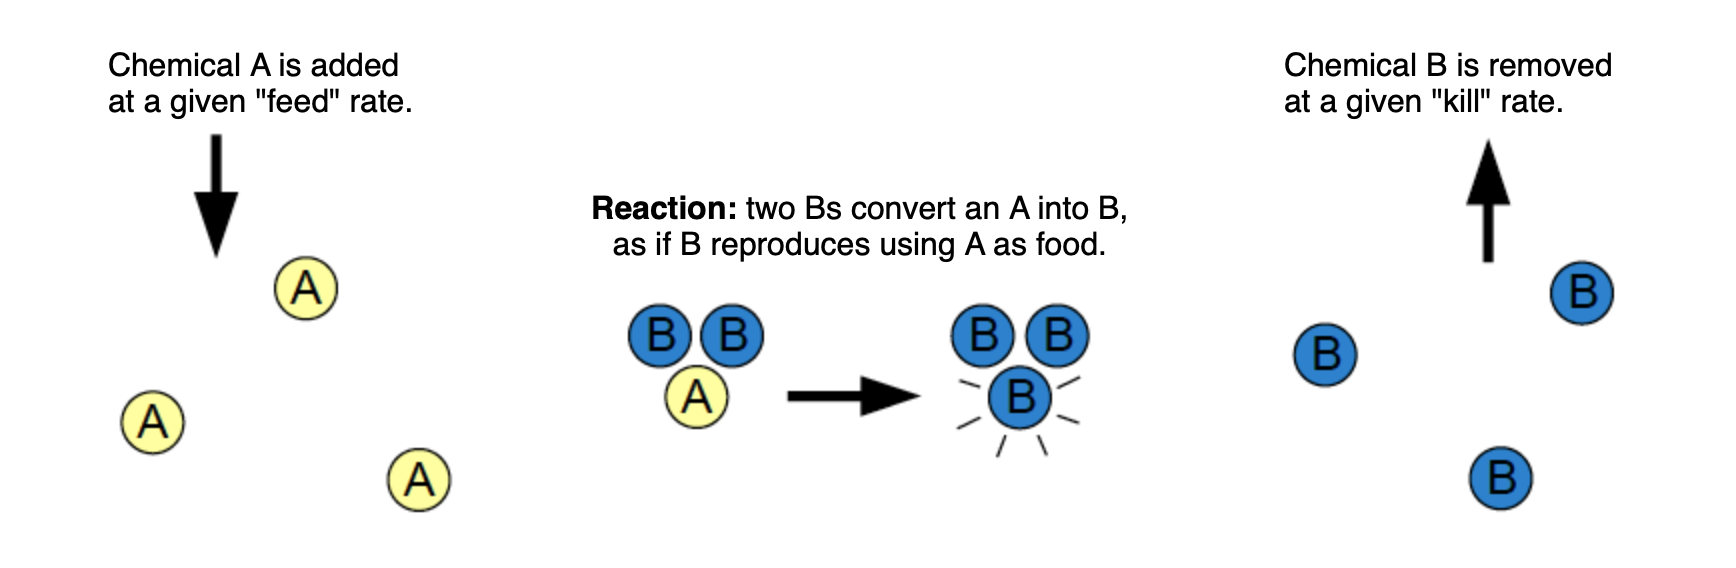 Chemical A is added
at a given "feed" rate.
A
A
A
Reaction: two Bs convert an A into B,
as if B reproduces using A as food.
B B
A
B B
B
Chemical B is removed
at a given "kill" rate.
B
B
B